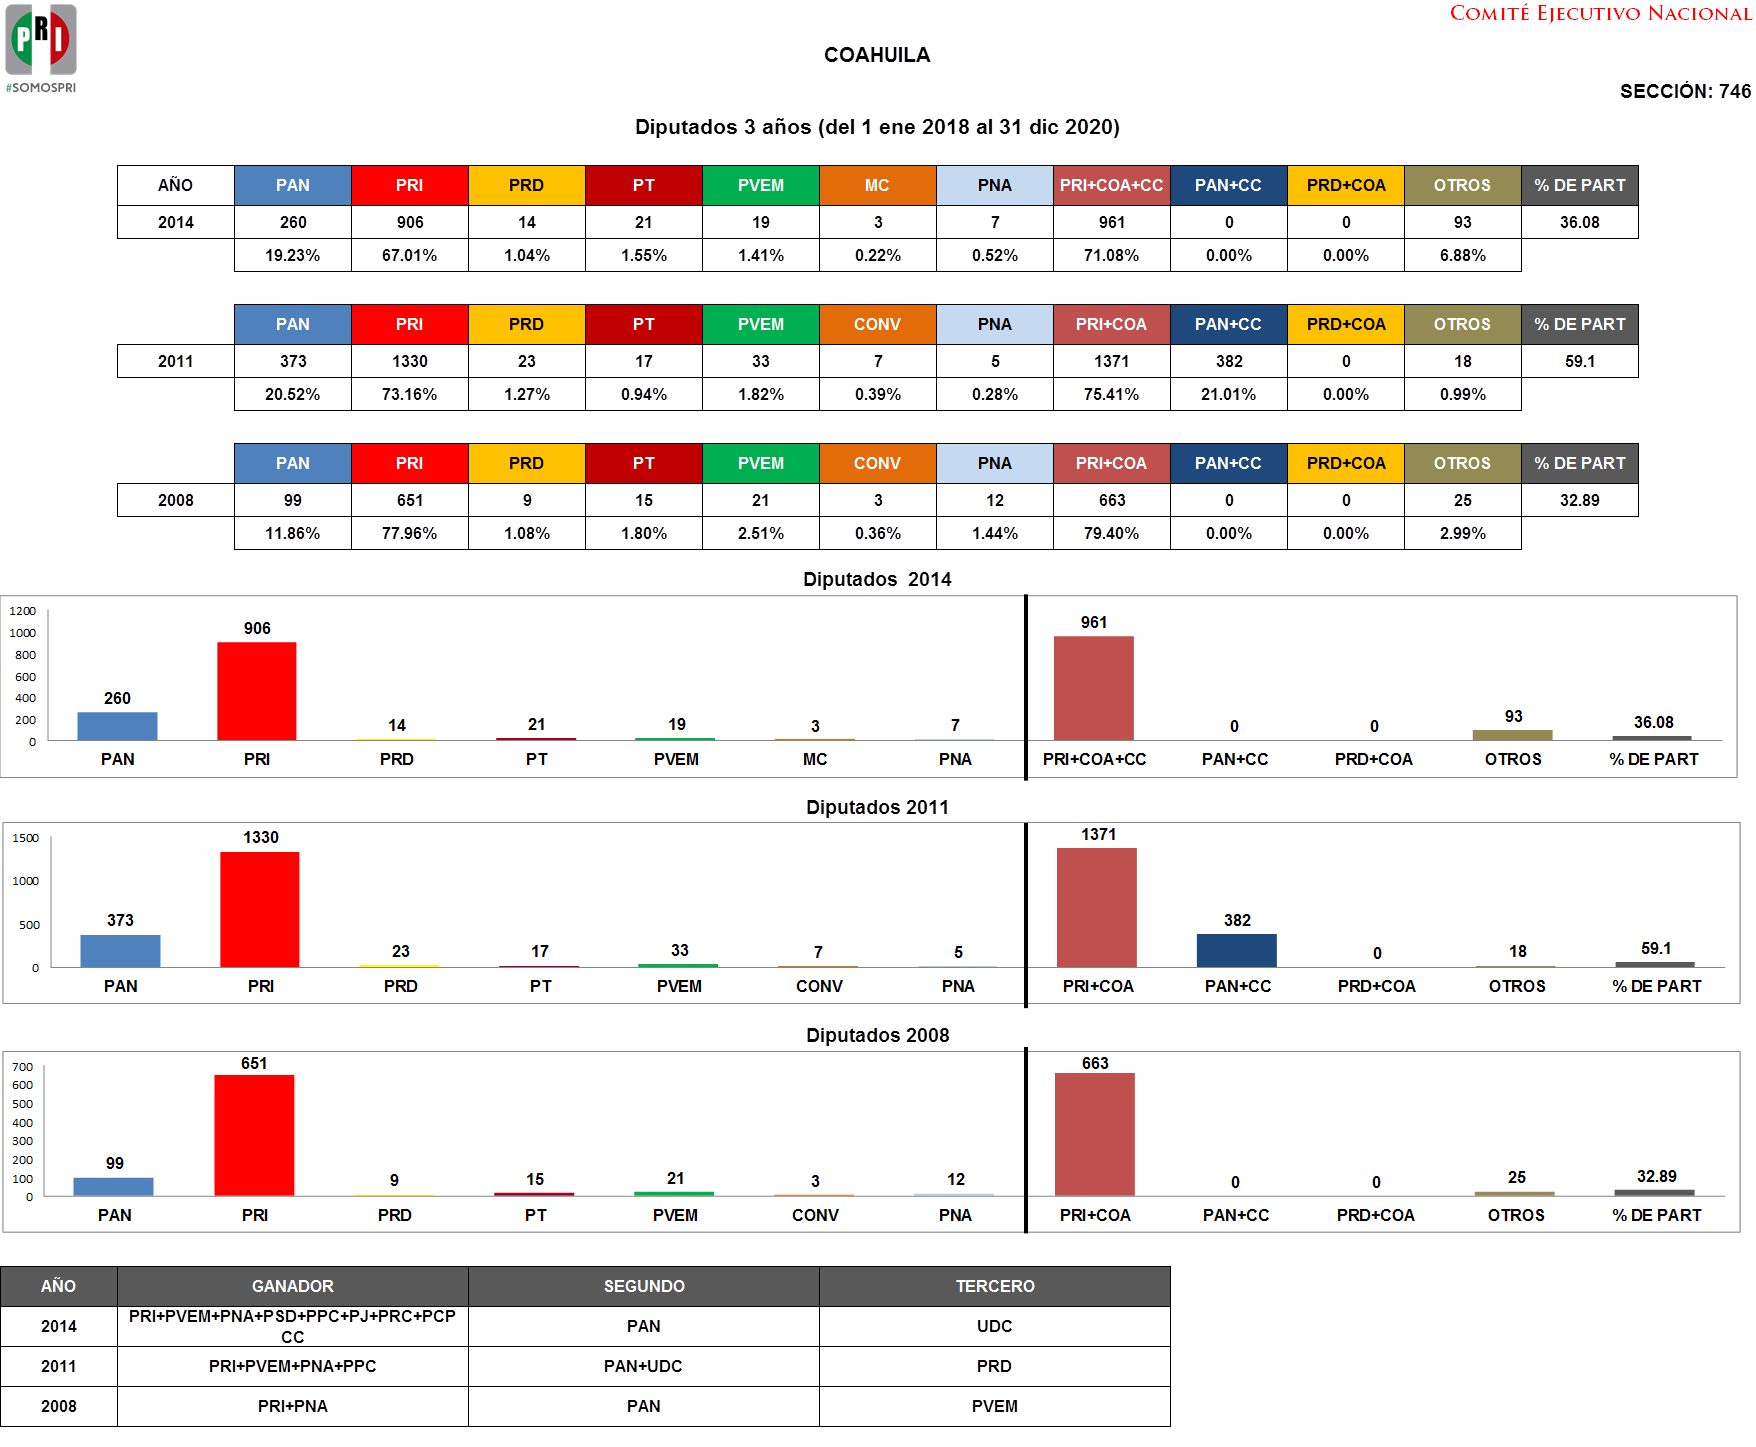 PRI
#SOMOSPRI
COMITÉ EJECUTIVO NACIONAL
COAHUILA
SECCIÓN: 746
Diputados 3 años (del 1 ene 2018 al 31 dic 2020)
AÑO PAN PRI PRD PT PVEM MC PNA PRI+COA+CC PAN+CC PRD+COA OTROS % DE PART
2014 260 906 14 21 19 3 7 961 0 0 93 36.08
19.23% 67.01% 1.04% 1.55% 1.41% 0.22% 0.52% 71.08% 0.00% 0.00% 6.88%
PAN PRI PRD PT PVEM CONV PNA PRI+COA PAN+CC PRD+COA OTROS % DE PART
2011 373 1330 23 17 33 7 5 1371 382 0 18 59.1
20.52% 73.16% 1.27% 0.94% 1.82% 0.39% 0.28% 75.41% 21.01% 0.00% 0.99%
PAN PRI PRD PT PVEM CONV PNA PRI+COA PAN+CC PRD+COA OTROS % DE PART
2008 99 651 9 15 21 3 12 663 0 0 25 32.89
11.86% 77.96% 1.08% 1.80% 2.51% 0.36% 1.44% 79.40% 0.00% 0.00% 2.99%
Diputados 2014
1200
1000
800
600
400
200
0
260 906 14 21 19 3 7 961 0 0 93 36.08
PAN PRI PRD PT PVEM MC PNA PRI+COA+CC PAN+CC PRD+COA OTROS % DE PART
Diputados 2011
1500
1000
500
0
373 1330 23 17 33 7 5 1371 382 0 18 59.1
PAN PRI PRD PT PVEM CONV PNA PRI+COA PAN+CC PRD+COA OTROS % DE PART
Diputados 2008
700
600
500
400
300
200
100
0
99 651 9 15 21 3 12 663 0 0 25 32.89
PAN PRI PRD PT PVEM CONV PNA PRI+COA PAN+CC PRD+COA OTROS % DE PART
AÑO GANADOR SEGUNDO TERCERO
2014 PRI+PVEM+PNA+PSD+PPC+PJ+PRC+PCP CC PAN UDC
2011 PRI+PVEM+PNA+PPC PAN+UDC PRD
2008 PRI+PNA PAN PVEM